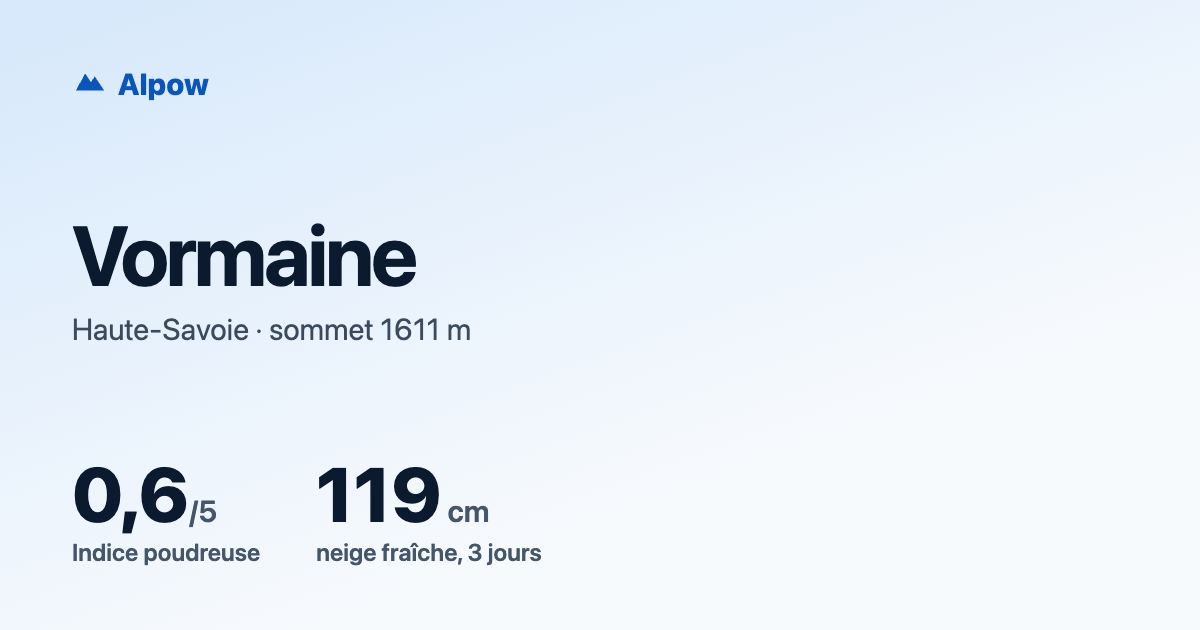 Alpow
Vormaine
Haute-Savoie · sommet 1611 m
0,6/5 119 cm
Indice poudreuse neige fraîche, 3 jours